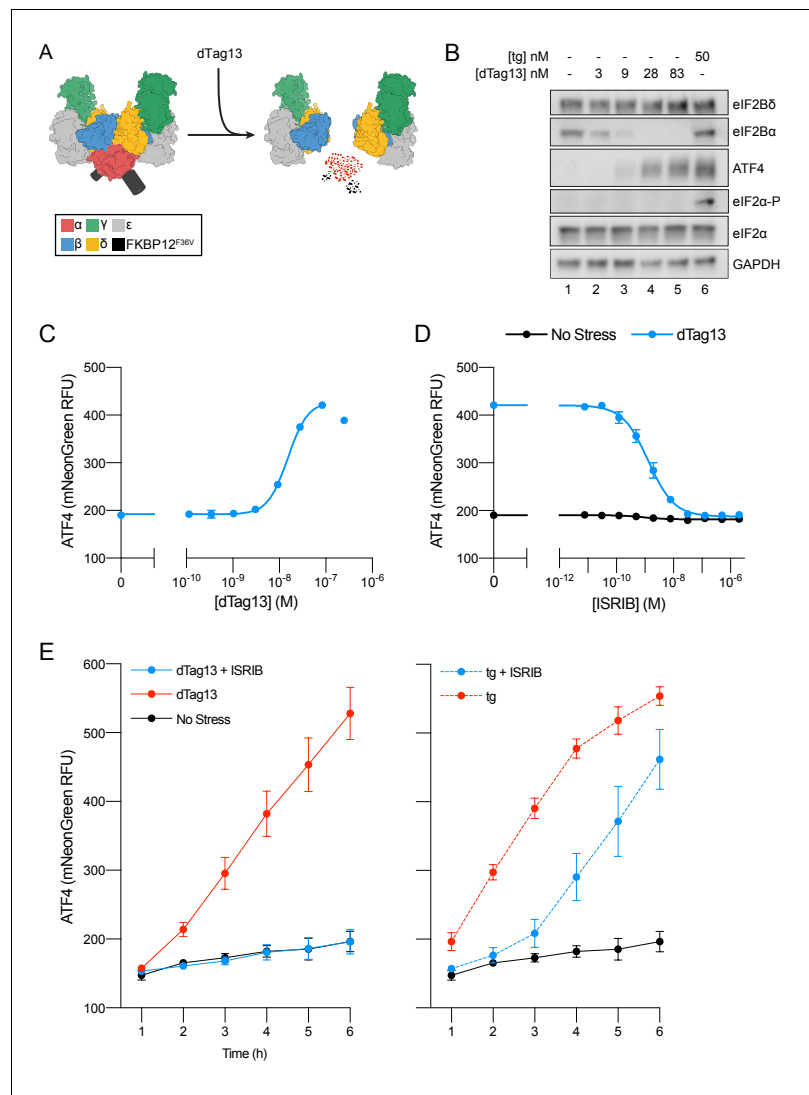 A
dTag13
α γ ε
β δ FKBP12F36V
B
[tg] nM - - - - - 50
[dTag13] nM - 3 9 28 83 -
eIF2Bδ
eIF2Bα
ATF4
eIF2α-P
eIF2α
GAPDH
1 2 3 4 5 6
C
ATF4 (mNeonGreen RFU)
500
400
300
200
100
0 10-10 10-9 10-8 10-7 10-6
[dTag13] (M)
D
No Stress dTag13
ATF4 (mNeonGreen RFU)
500
400
300
200
100
0 10-12 10-10 10-8 10-6
[ISRIB] (M)
E
ATF4 (mNeonGreen RFU)
600
500
400
300
200
100
dTag13 + ISRIB
dTag13
No Stress
1 2 3 4 5 6
Time (h)
tg + ISRIB
tg
1 2 3 4 5 6